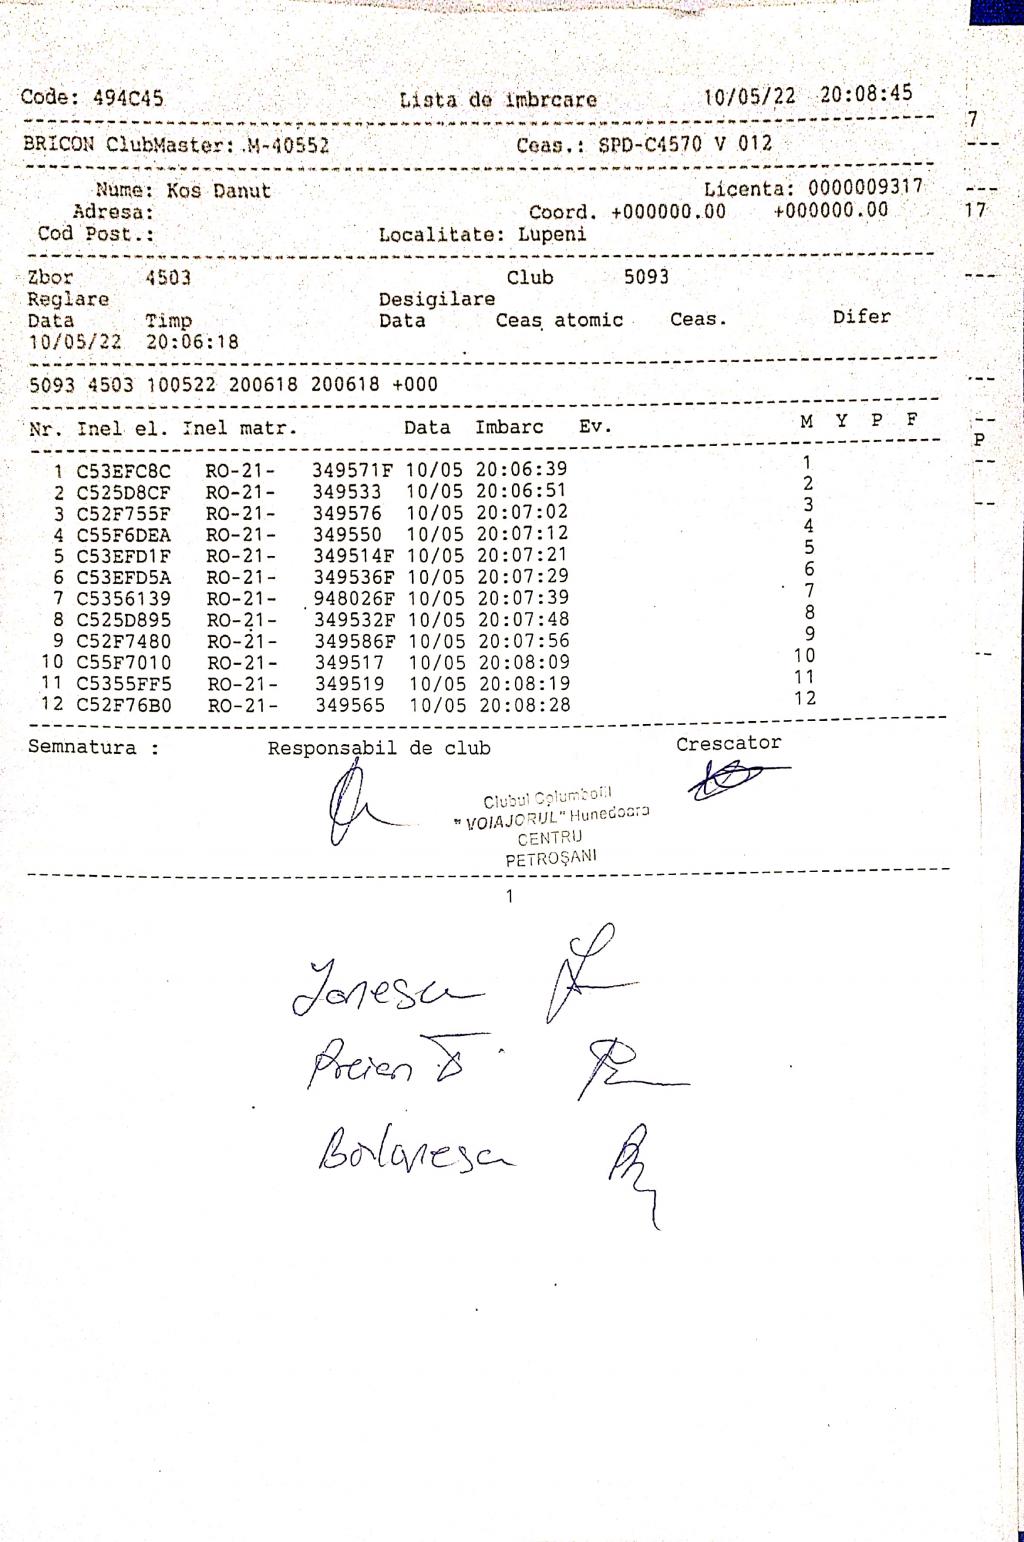 Code: 494C45 Lista de imbrcare 10/05/22 20:08:45
BRICON ClubMaster: M-40552 Ceas.: SPD-C4570 V 012
Nume: Kos Danut Licenta: 0000009317
Adresa: Coord. +000000.00 +000000.00
Cod Post.: Localitate: Lupeni
Zbor 4503 Club 5093
Reglare Desigilare
Data Timp Data Ceas atomic Ceas. Difer
10/05/22 20:06:18
5093 4503 100522 200618 200618 +000
Nr. Inel el. Inel matr. Data Imbarc Ev. M Y P F
1 C53EFC8C RO-21- 349571F 10/05 20:06:39 1
2 C525D8CF RO-21- 349533 10/05 20:06:51 2
3 C52F755F RO-21- 349576 10/05 20:07:02 3
4 C55F6DEA RO-21- 349550 10/05 20:07:12 4
5 C53EFD1F RO-21- 349514F 10/05 20:07:21 5
6 C53EFD5A RO-21- 349536F 10/05 20:07:29 6
7 C5356139 RO-21- 948026F 10/05 20:07:39 7
8 C525D895 RO-21- 349532F 10/05 20:07:48 8
9 C52F7480 RO-21- 349586F 10/05 20:07:56 9
10 C55F7010 RO-21- 349517 10/05 20:08:09 10
11 C5355FF5 RO-21- 349519 10/05 20:08:19 11
12 C52F76B0 RO-21- 349565 10/05 20:08:28 12
Semnatura : Responsabil de club Crescator
Clubul Columbofil
"VOIAJORUL" Hunedoara
CENTRU
PETROȘANI
1
Ionescu
7
17
P